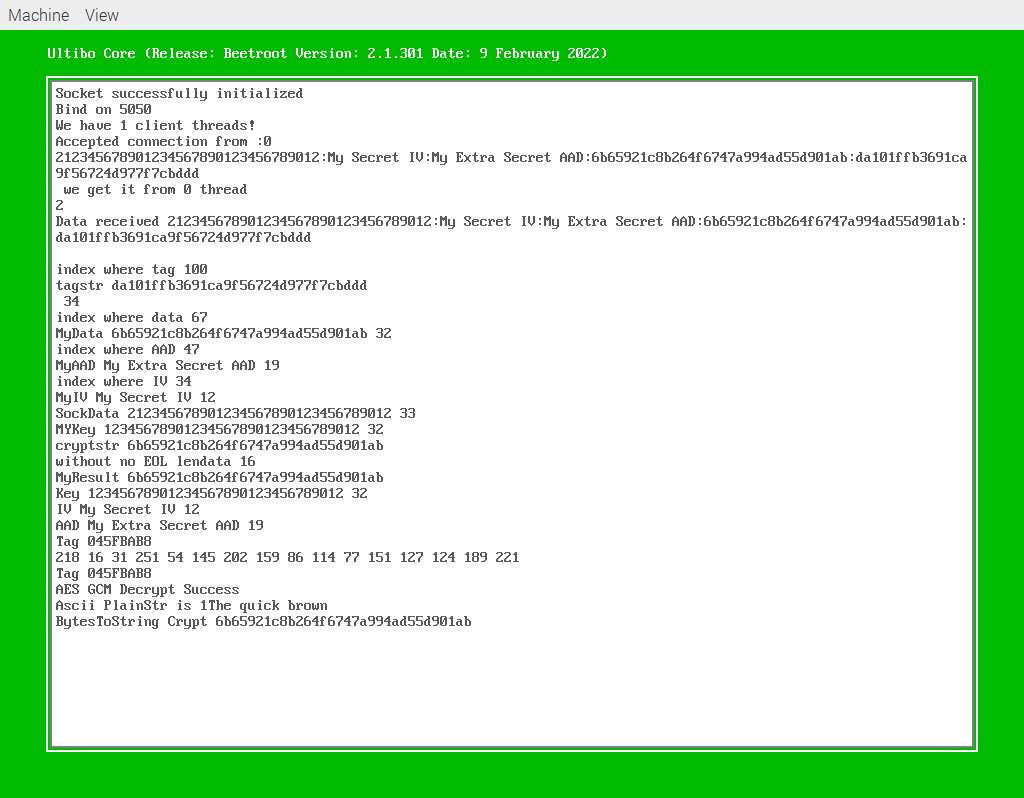 Machine View
Ultibo Core (Release: Beetroot Version: 2.1.301 Date: 9 February 2022)
Socket successfully initialized
Bind on 5050
We have 1 client threads!
Accepted connection from :0
212345678901234567890123456789012:My Secret IV:My Extra Secret AAD:6b65921c8b264f6747a994ad55d901ab:da101ffb3691ca
9f56724d977f7cbddd
 we get it from 0 thread
2
Data received 212345678901234567890123456789012:My Secret IV:My Extra Secret AAD:6b65921c8b264f6747a994ad55d901ab:
da101ffb3691ca9f56724d977f7cbddd
index where tag 100
tagstr da101ffb3691ca9f56724d977f7cbddd
 34
index where data 67
MyData 6b65921c8b264f6747a994ad55d901ab 32
index where AAD 47
MyAAD My Extra Secret AAD 19
index where IV 34
MyIV My Secret IV 12
SockData 212345678901234567890123456789012 33
MYKey 12345678901234567890123456789012 32
cryptstr 6b65921c8b264f6747a994ad55d901ab
without no EOL lendata 16
MyResult 6b65921c8b264f6747a994ad55d901ab
Key 12345678901234567890123456789012 32
IV My Secret IV 12
AAD My Extra Secret AAD 19
Tag 045FBAB8
218 16 31 251 54 145 202 159 86 114 77 151 127 124 189 221
Tag 045FBAB8
AES GCM Decrypt Success
Ascii PlainStr is 1The quick brown
BytesToString Crypt 6b65921c8b264f6747a994ad55d901ab